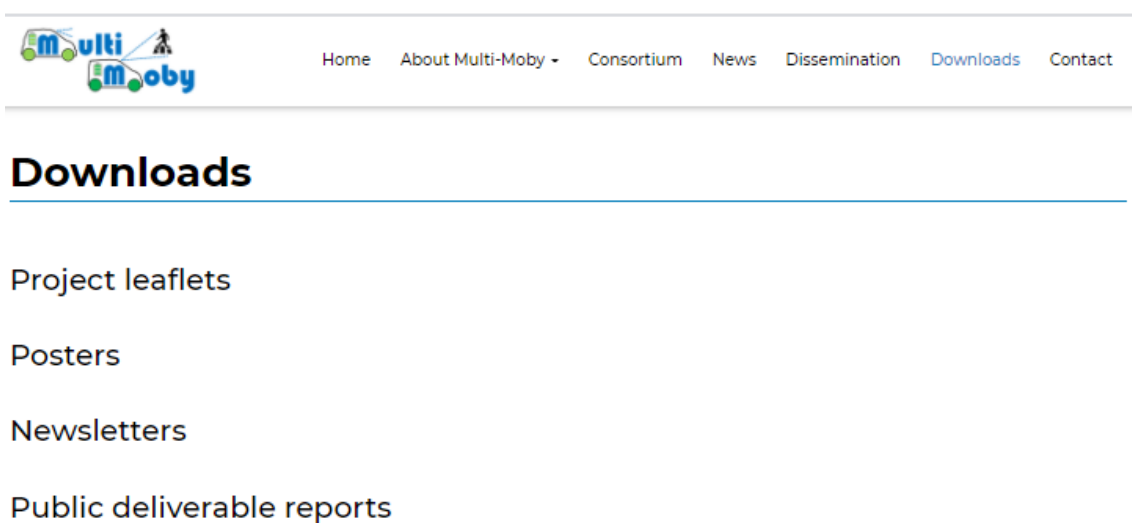 Multi
Moby
Home About Multi-Moby Consortium News Dissemination Downloads Contact
Downloads
Project leaflets
Posters
Newsletters
Public deliverable reports